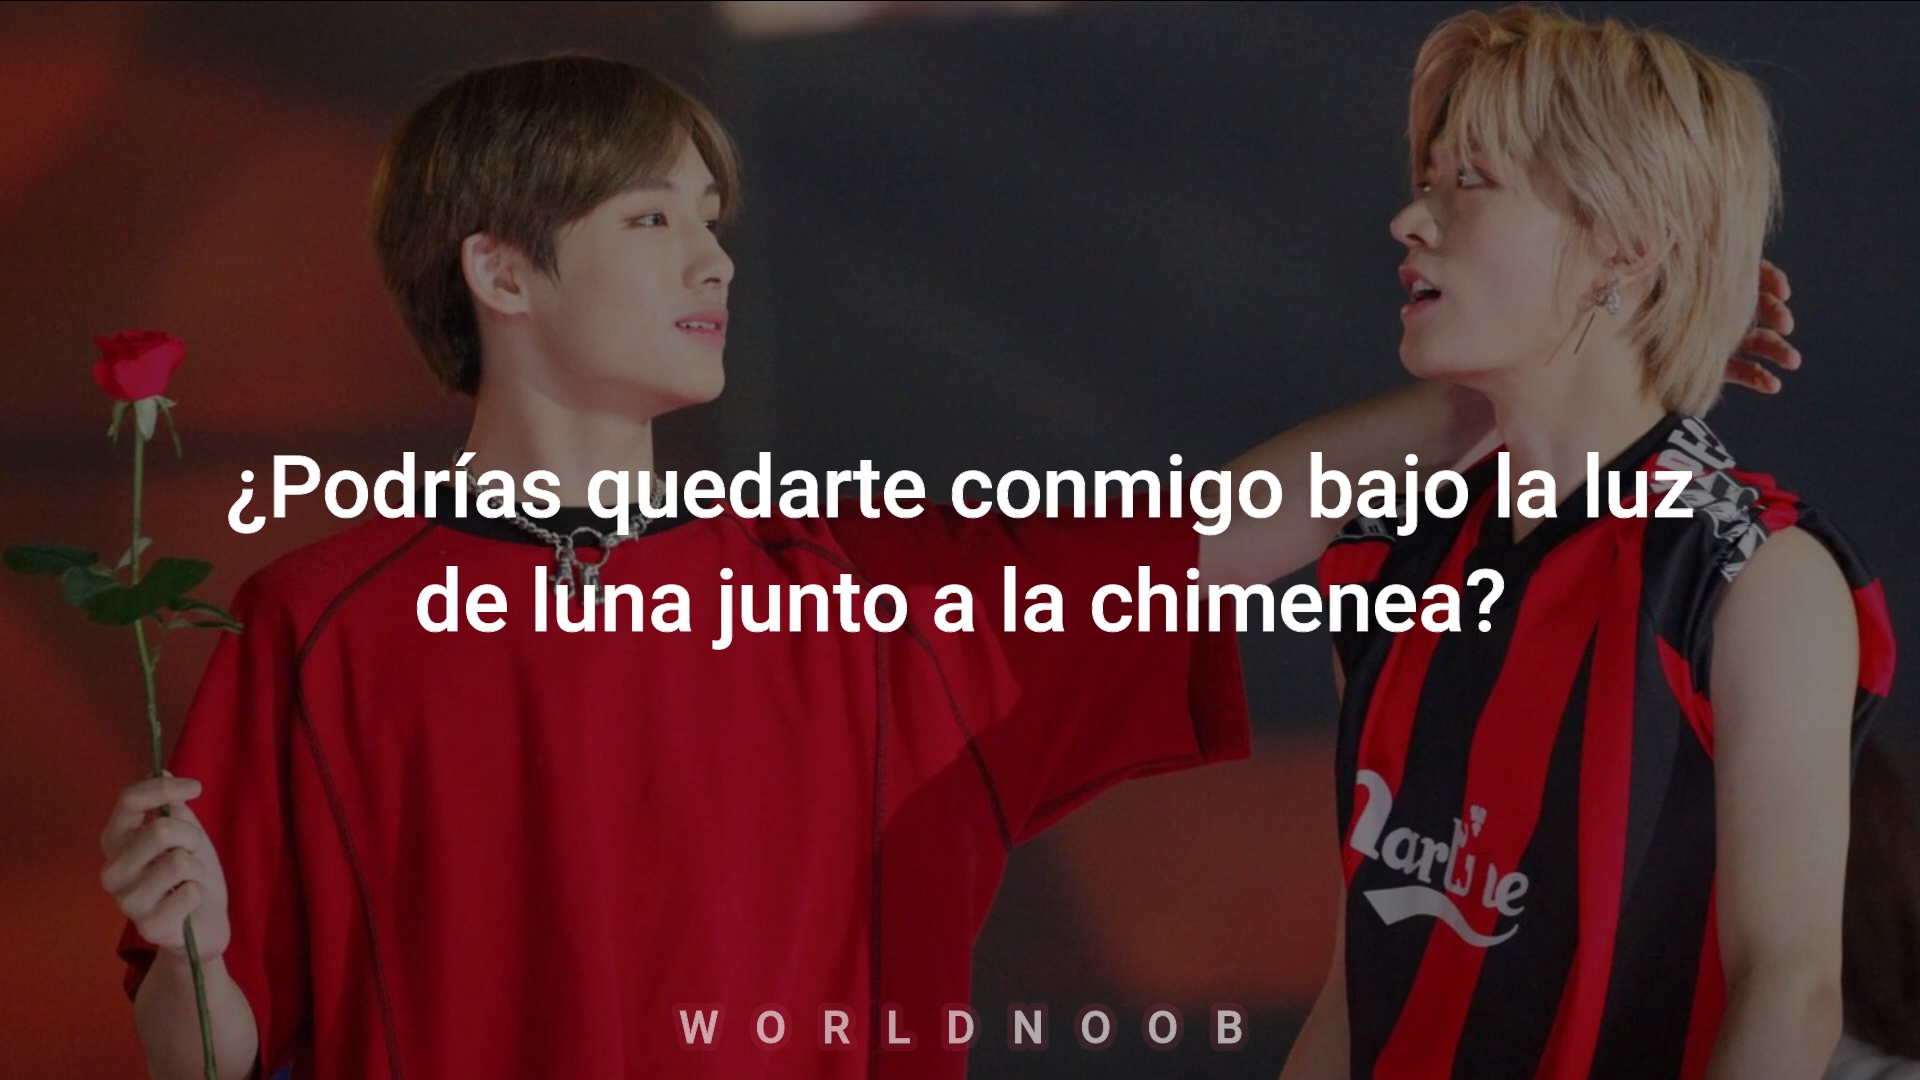 ¿Podrías quedarte conmigo bajo la luz
de luna junto a la chimenea?
WORLDNOOB